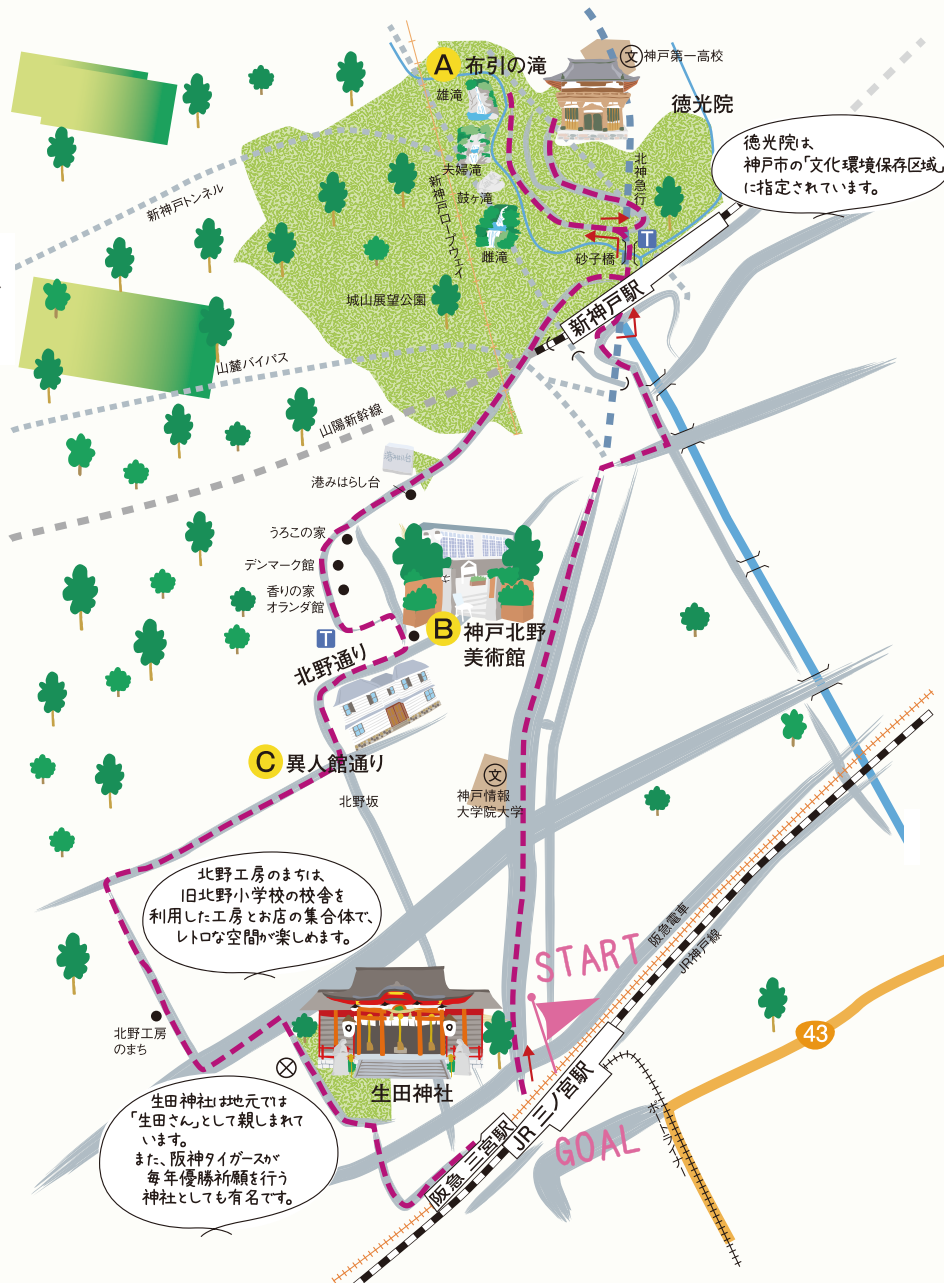 文 神戸第一高校
A 布引の滝
雄滝
徳光院
徳光院は、
神戸市の「文化環境保存区域」
に指定されています。
夫婦滝
北神急行
鼓ヶ滝
新神戸トンネル
新神戸ロープウェイ
雌滝
T
砂子橋
城山展望公園
新神戸駅
山麓バイパス
山陽新幹線
港みはらし台
うろこの家
デンマーク館
香りの家
オランダ館
T
B 神戸北野
美術館
北野通り
C 異人館通り
北野坂
文
神戸情報
大学院大学
北野工房のまちは、
旧北野小学校の校舎を
利用した工房とお店の集合体で、
レトロな空間が楽しめます。
阪急電車
JR神戸線
START
北野工房
のまち
43
生田神社
生田神社は地元では
「生田さん」として親しまれて
います。
また、阪神タイガースが
毎年優勝祈願を行う
神社としても有名です。
阪急 三宮駅
JR 三ノ宮駅
GOAL
ポートライナー